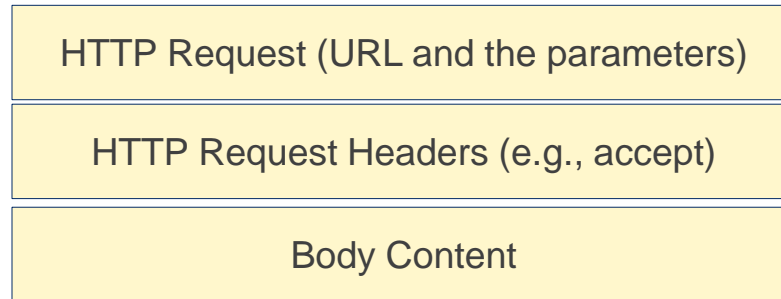 HTTP Request (URL and the parameters)
HTTP Request Headers (e.g., accept)
Body Content